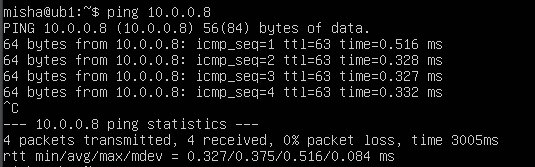 misha@ub1:~$ ping 10.0.0.8
PING 10.0.0.8 (10.0.0.8) 56(84) bytes of data.
64 bytes from 10.0.0.8: icmp_seq=1 ttl=63 time=0.516 ms
64 bytes from 10.0.0.8: icmp_seq=2 ttl=63 time=0.328 ms
64 bytes from 10.0.0.8: icmp_seq=3 ttl=63 time=0.327 ms
64 bytes from 10.0.0.8: icmp_seq=4 ttl=63 time=0.332 ms
^C
--- 10.0.0.8 ping statistics ---
4 packets transmitted, 4 received, 0% packet loss, time 3005ms
rtt min/avg/max/mdev = 0.327/0.375/0.516/0.084 ms